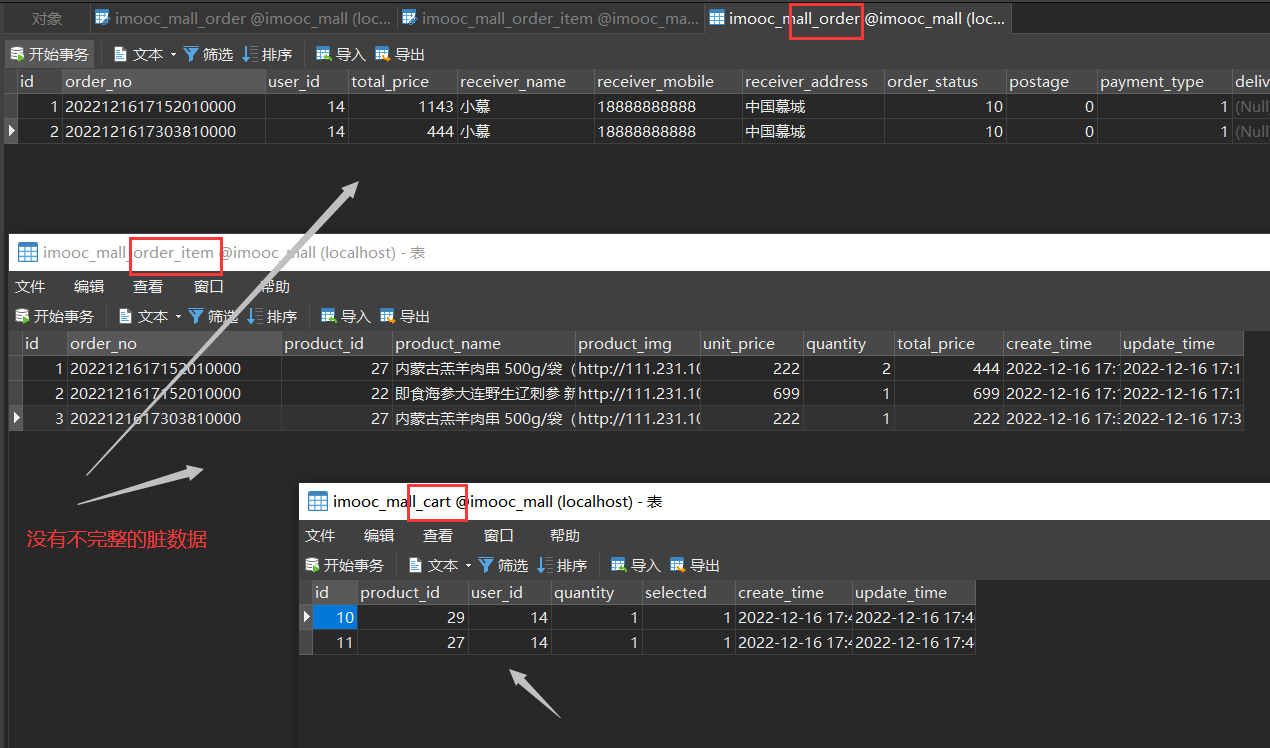 对象 imooc_mall_order @imooc_mall (loc... imooc_mall_order_item @imooc_ma... imooc_mall_order @imooc_mall (loc...
开始事务 文本 筛选 排序 导入 导出
id order_no user_id total_price receiver_name receiver_mobile receiver_address order_status postage payment_type deliv
1 2022121617152010000 14 1143 小慕 18888888888 中国慕城 10 0 1 (Null
2 2022121617303810000 14 444 小慕 18888888888 中国慕城 10 0 1 (Null
imooc_mall_order_item @imooc_mall (localhost) - 表
文件 编辑 查看 窗口 帮助
开始事务 文本 筛选 排序 导入 导出
id order_no product_id product_name product_img unit_price quantity total_price create_time update_time
1 2022121617152010000 27 内蒙古羔羊肉串 500g/袋（ http://111.231.10 222 2 444 2022-12-16 17:1 2022-12-16 17:1
2 2022121617152010000 22 即食海参大连野生辽刺参 新 http://111.231.10 699 1 699 2022-12-16 17:1 2022-12-16 17:1
3 2022121617303810000 27 内蒙古羔羊肉串 500g/袋（ http://111.231.10 222 1 222 2022-12-16 17:3 2022-12-16 17:3
imooc_mall_cart @imooc_mall (localhost) - 表
没有不完整的脏数据
文件 编辑 查看 窗口 帮助
开始事务 文本 筛选 排序 导入 导出
id product_id user_id quantity selected create_time update_time
10 29 14 1 1 2022-12-16 17:4 2022-12-16 17:4
11 27 14 1 1 2022-12-16 17:4 2022-12-16 17:4